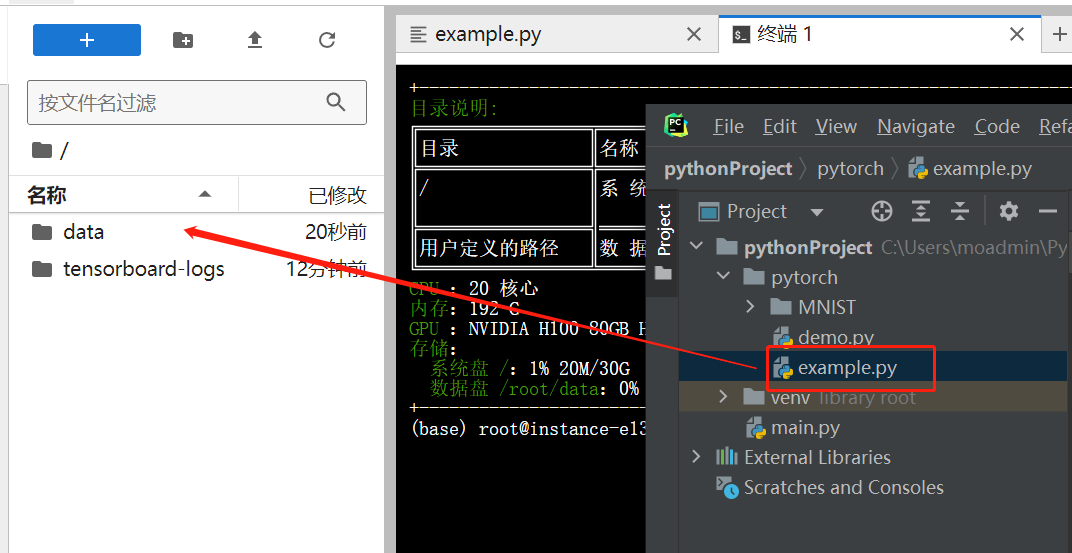 example.py
终端 1
按文件名过滤
/
名称 已修改
data 20秒前
tensorboard-logs 12分钟前
目录说明:
目录 名称
/ 系 统
用户定义的路径 数 据
CPU : 20 核心
内存: 192 G
GPU : NVIDIA H100 80GB H
存储:
系统盘 /: 1% 20M/30G
数据盘 /root/data: 0%
(base) root@instance-el3
PC
File Edit View Navigate Code Refa
pythonProject pytorch example.py
Project
Project
pythonProject C:\Users\moadmin\Py
pytorch
MNIST
demo.py
example.py
venv library root
main.py
External Libraries
Scratches and Consoles